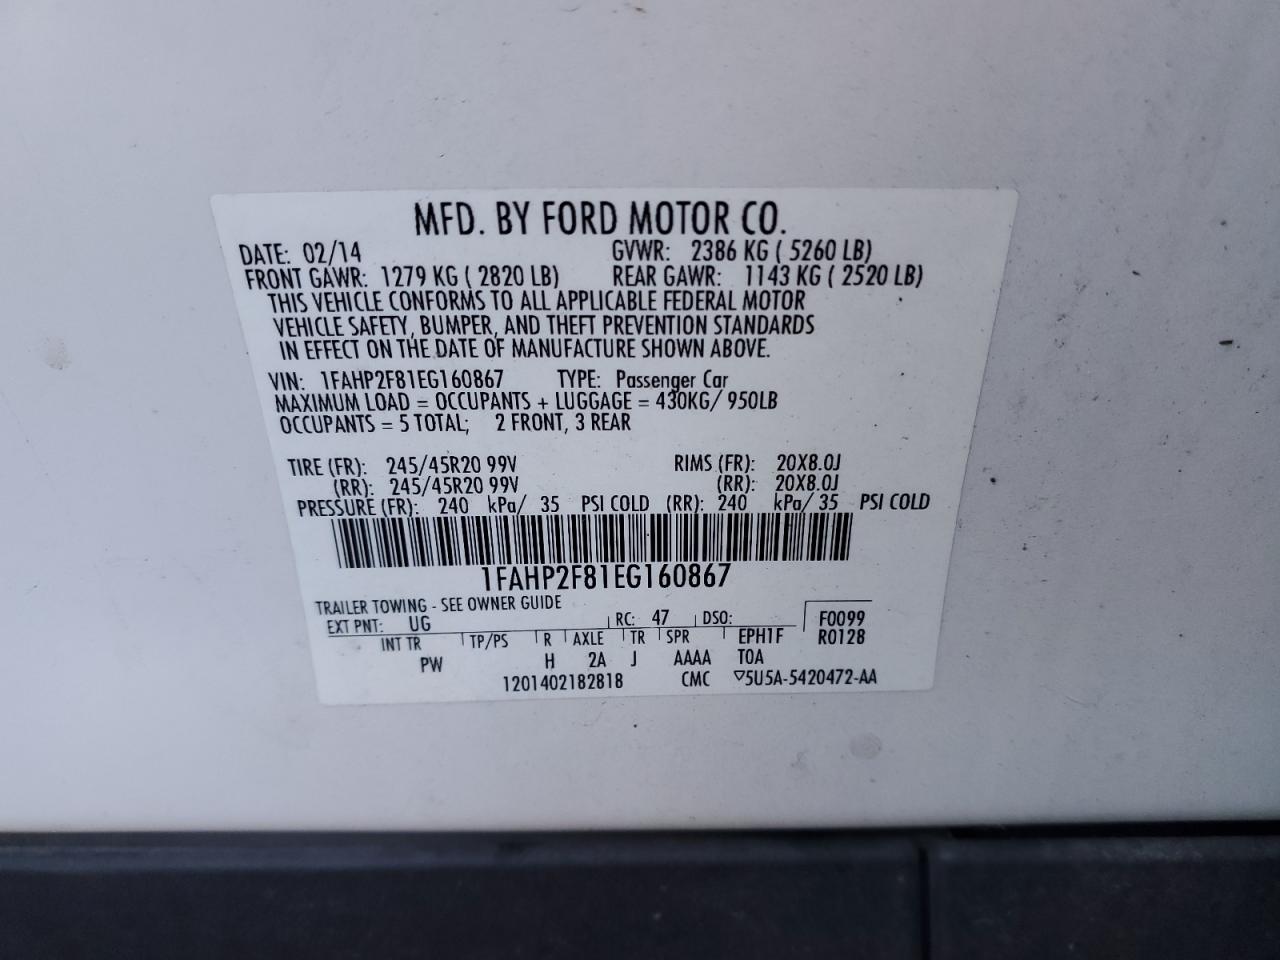 MFD. BY FORD MOTOR CO.
DATE: 02/14 GVWR: 2386 KG ( 5260 LB)
FRONT GAWR: 1279 KG ( 2820 LB) REAR GAWR: 1143 KG ( 2520 LB)
THIS VEHICLE CONFORMS TO ALL APPLICABLE FEDERAL MOTOR
VEHICLE SAFETY, BUMPER, AND THEFT PREVENTION STANDARDS
IN EFFECT ON THE DATE OF MANUFACTURE SHOWN ABOVE.
VIN: 1FAHP2F81EG160867 TYPE: Passenger Car
MAXIMUM LOAD = OCCUPANTS + LUGGAGE = 430KG/ 950LB
OCCUPANTS = 5 TOTAL; 2 FRONT, 3 REAR
TIRE (FR): 245/45R20 99V RIMS (FR): 20X8.0J
(RR): 245/45R20 99V (RR): 20X8.0J
PRESSURE (FR): 240 kPa/ 35 PSI COLD (RR): 240 kPa/ 35 PSI COLD
1FAHP2F81EG160867
TRAILER TOWING - SEE OWNER GUIDE
EXT PNT: UG RC: 47 DSO: F0099
INT TR TP/PS R AXLE TR SPR EPH1F R0128
PW H 2A J AAAA TOA
1201402182818 CMC ▽5U5A-5420472-AA